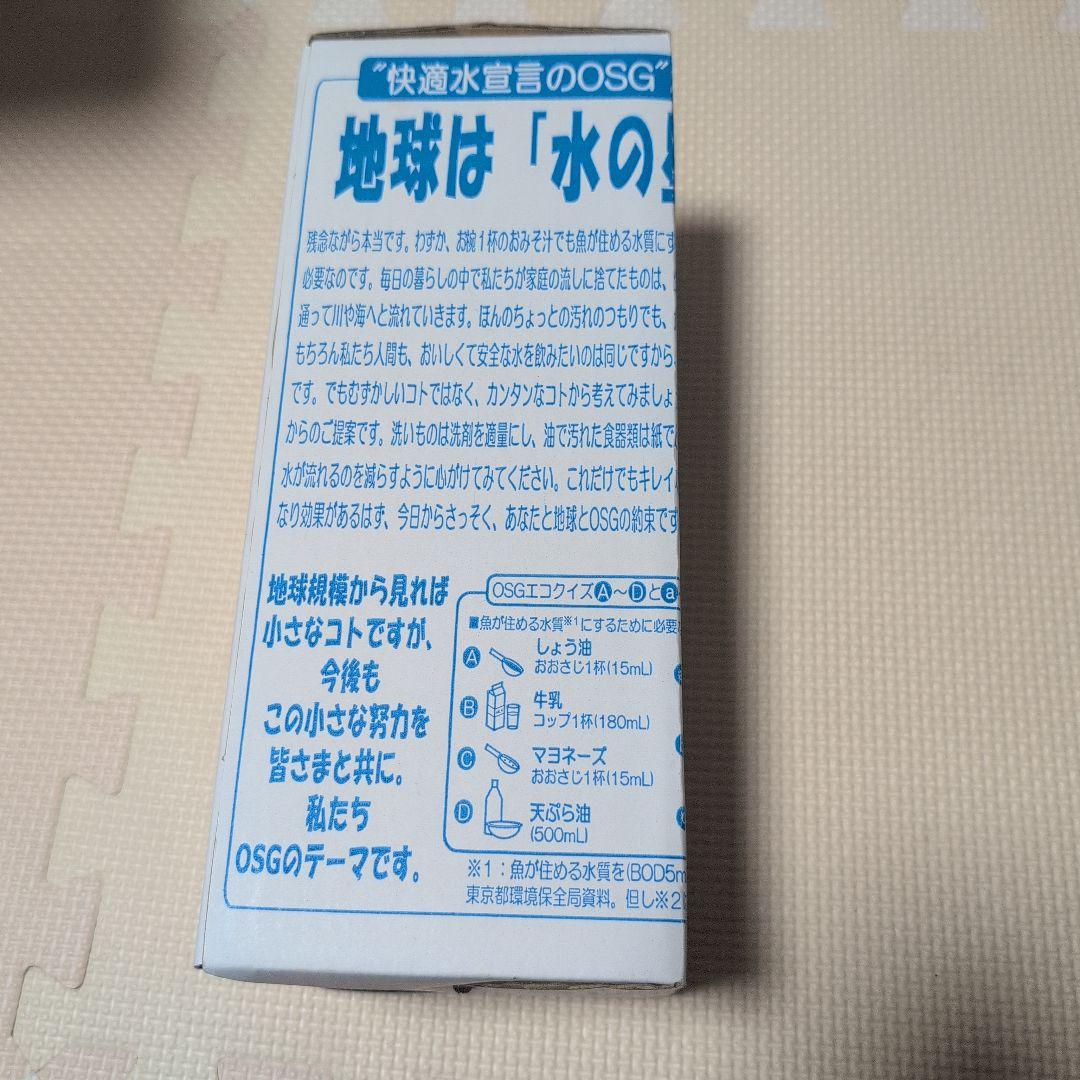 "快適水宣言のOSG"
地球は「水の
残念ながら本当です。わずか、お椀1杯のおみそ汁でも魚が住める水質にす
必要なのです。毎日の暮らしの中で私たちが家庭の流しに捨てたものは、
通って川や海へと流れていきます。ほんのちょっとの汚れのつもりでも、
もちろん私たち人間も、おいしくて安全な水を飲みたいのは同じですから、
です。でもむずかしいコトではなく、カンタンなコトから考えてみましょ
からのご提案です。洗いものは洗剤を適量にし、油で汚れた食器類は紙で
水が流れるのを減らすように心がけてみてください。これだけでもキレイ
なり効果があるはず、今日からさっそく、あなたと地球とOSGの約束です
地球規模から見れば
小さなコトですが、
今後も
この小さな努力を
皆さまと共に。
私たち
OSGのテーマです。
OSGエコクイズA～Dとa
■魚が住める水質※1にするために必要
A しょう油
おおさじ1杯(15mL)
B 牛乳
コップ1杯(180mL)
C マヨネーズ
おおさじ1杯(15mL)
D 天ぷら油
(500mL)
※1：魚が住める水質を(BOD5m
東京都環境保全局資料。但し※2